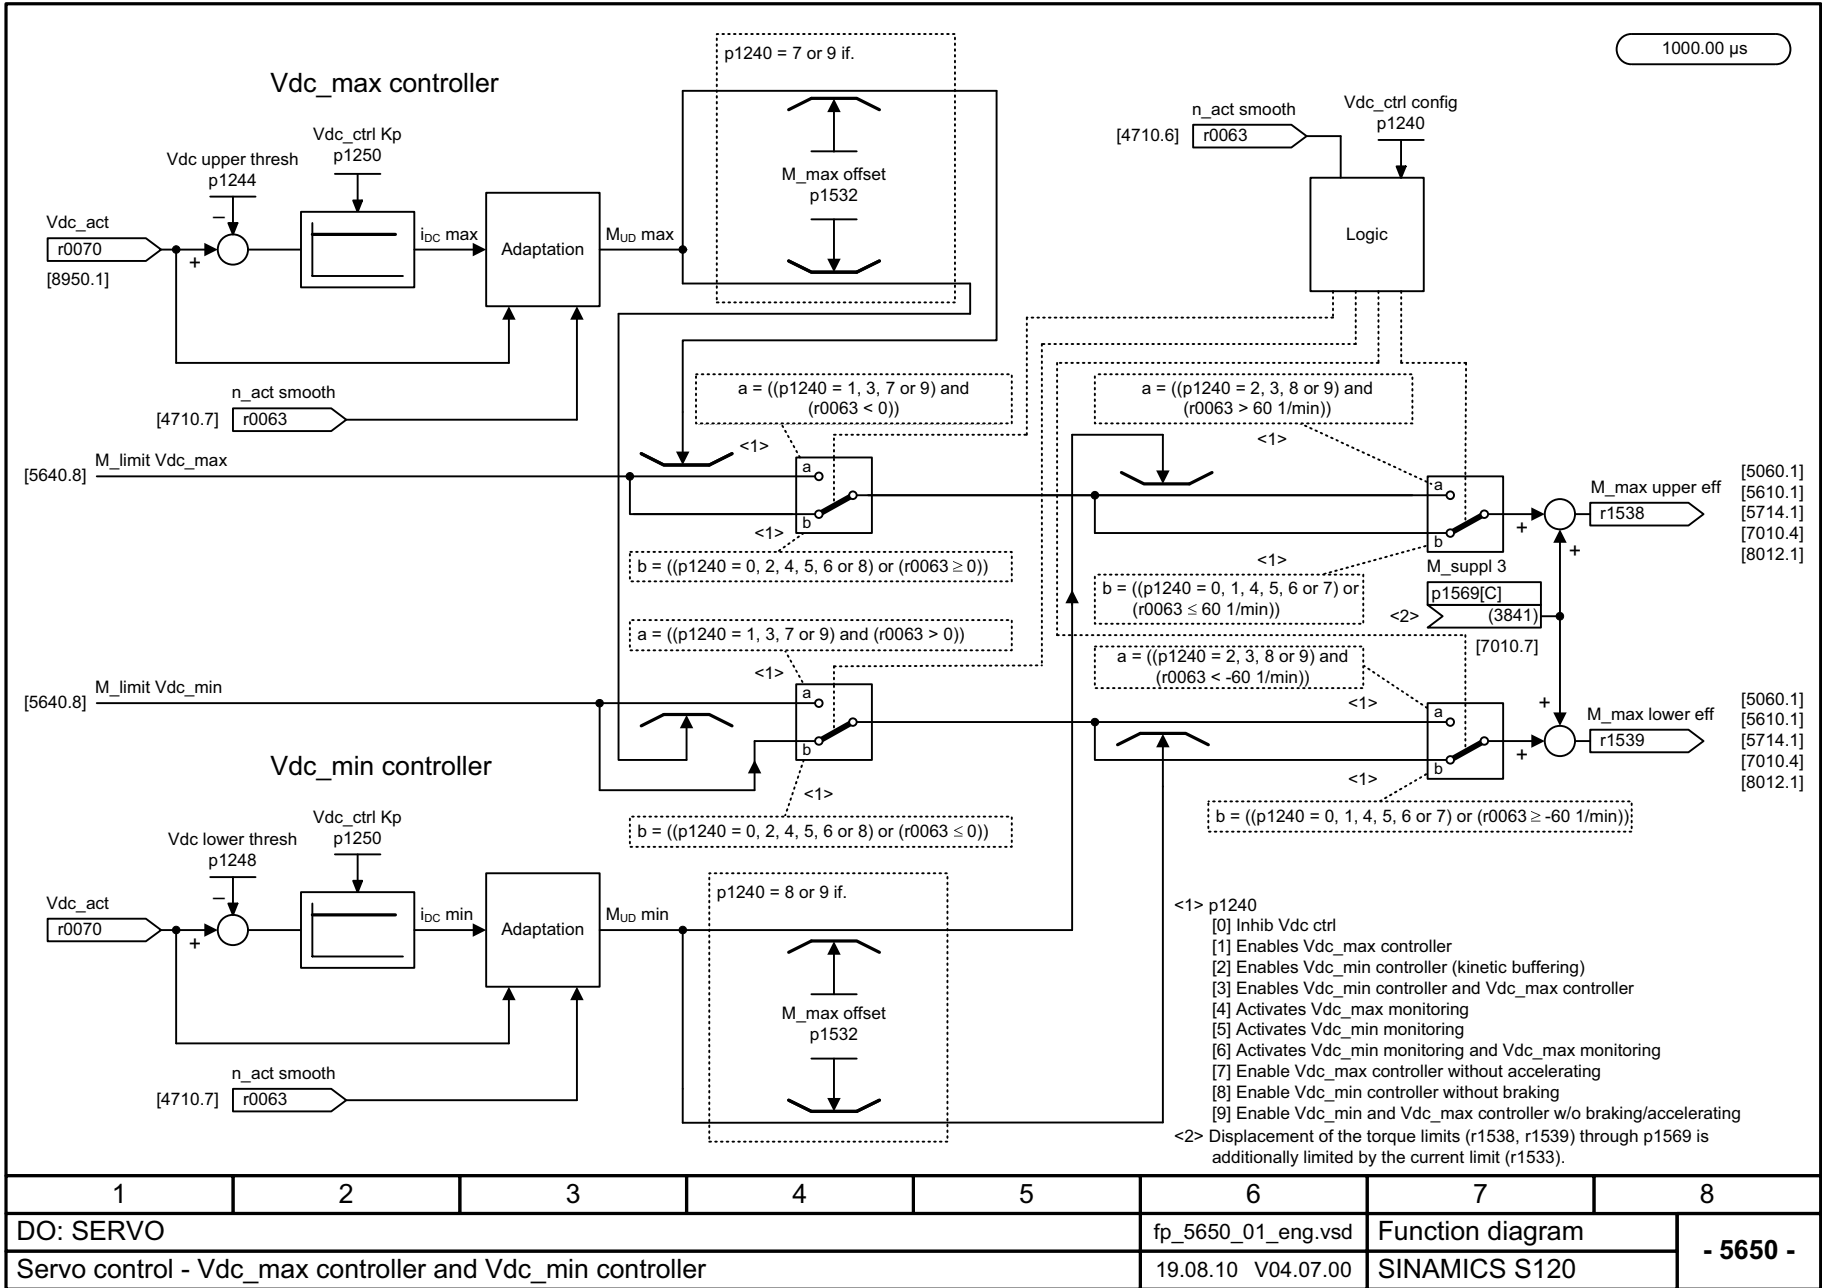 1000.00 µs
p1240 = 7 or 9 if.
Vdc_max controller
Vdc_ctrl Kp
p1250
Vdc upper thresh
p1244
Vdc_act
r0070
[8950.1]
–
+
i_DC max
Adaptation
M_UD max
M_max offset
p1532
n_act smooth
[4710.6]
r0063
Vdc_ctrl config
p1240
Logic
n_act smooth
[4710.7]
r0063
a = ((p1240 = 1, 3, 7 or 9) and
(r0063 < 0))
<1>
a = ((p1240 = 2, 3, 8 or 9) and
(r0063 > 60 1/min))
<1>
[5640.8]
M_limit Vdc_max
a
b
<1>
b = ((p1240 = 0, 2, 4, 5, 6 or 8) or (r0063 ≥ 0))
a
b
<1>
b = ((p1240 = 0, 1, 4, 5, 6 or 7) or
(r0063 ≤ 60 1/min))
+
+
M_max upper eff
r1538
[5060.1]
[5610.1]
[5714.1]
[7010.4]
[8012.1]
M_suppl 3
p1569[C]
<2>
(3841)
[7010.7]
a = ((p1240 = 1, 3, 7 or 9) and (r0063 > 0))
<1>
a = ((p1240 = 2, 3, 8 or 9) and
(r0063 < -60 1/min))
<1>
[5640.8]
M_limit Vdc_min
a
b
<1>
b = ((p1240 = 0, 2, 4, 5, 6 or 8) or (r0063 ≤ 0))
a
b
<1>
b = ((p1240 = 0, 1, 4, 5, 6 or 7) or (r0063 ≥ -60 1/min))
+
+
M_max lower eff
r1539
[5060.1]
[5610.1]
[5714.1]
[7010.4]
[8012.1]
Vdc_min controller
Vdc_ctrl Kp
p1250
Vdc lower thresh
p1248
Vdc_act
r0070
–
+
i_DC min
Adaptation
M_UD min
p1240 = 8 or 9 if.
M_max offset
p1532
n_act smooth
[4710.7]
r0063
<1> p1240
[0] Inhib Vdc ctrl
[1] Enables Vdc_max controller
[2] Enables Vdc_min controller (kinetic buffering)
[3] Enables Vdc_min controller and Vdc_max controller
[4] Activates Vdc_max monitoring
[5] Activates Vdc_min monitoring
[6] Activates Vdc_min monitoring and Vdc_max monitoring
[7] Enable Vdc_max controller without accelerating
[8] Enable Vdc_min controller without braking
[9] Enable Vdc_min and Vdc_max controller w/o braking/accelerating
<2> Displacement of the torque limits (r1538, r1539) through p1569 is
additionally limited by the current limit (r1533).
1 2 3 4 5 6 7 8
DO: SERVO
fp_5650_01_eng.vsd
Function diagram
- 5650 -
Servo control - Vdc_max controller and Vdc_min controller
19.08.10 V04.07.00
SINAMICS S120